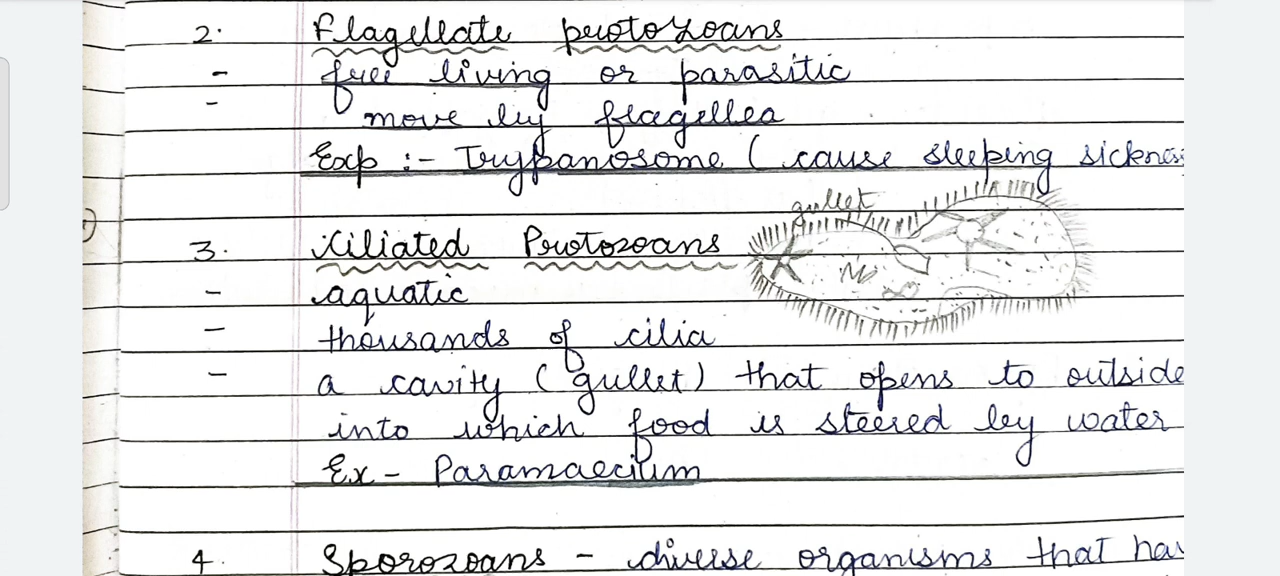 2. Flagellate protozoans
- free living or parasitic
- move by flagellea
Exp :- Trypanosome ( cause sleeping sicknes
gullet
3. Ciliated Protozoans
- aquatic
- thousands of cilia
- a cavity ( gullet ) that opens to outside
into which food is steered by water
Ex - Paramaecium
4. Sporozoans - diverse organisms that ha